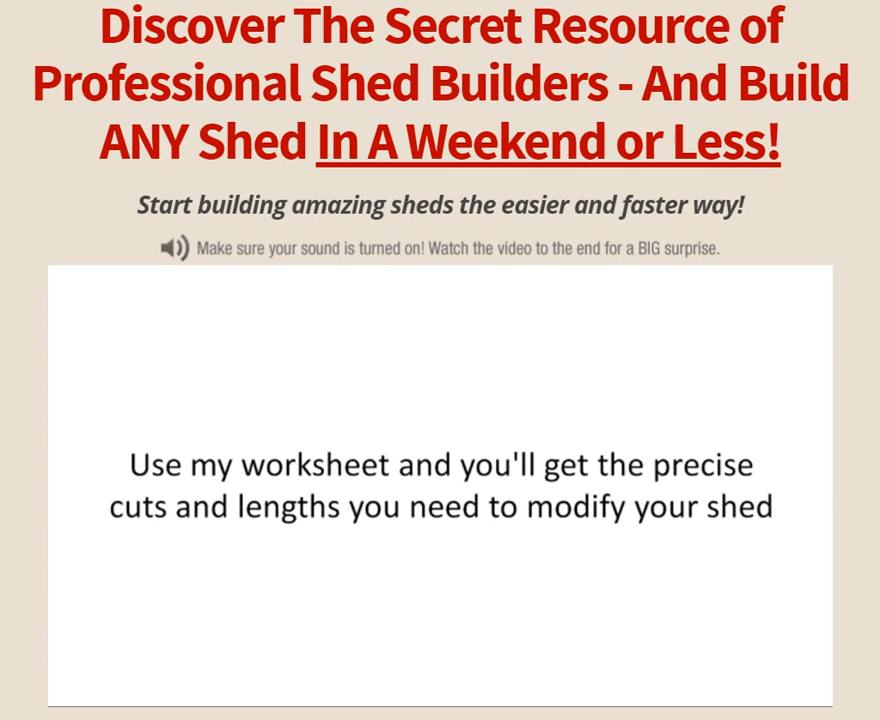 Discover The Secret Resource of
Professional Shed Builders - And Build
ANY Shed In A Weekend or Less!
Start building amazing sheds the easier and faster way!
Make sure your sound is turned on! Watch the video to the end for a BIG surprise.
Use my worksheet and you'll get the precise
cuts and lengths you need to modify your shed